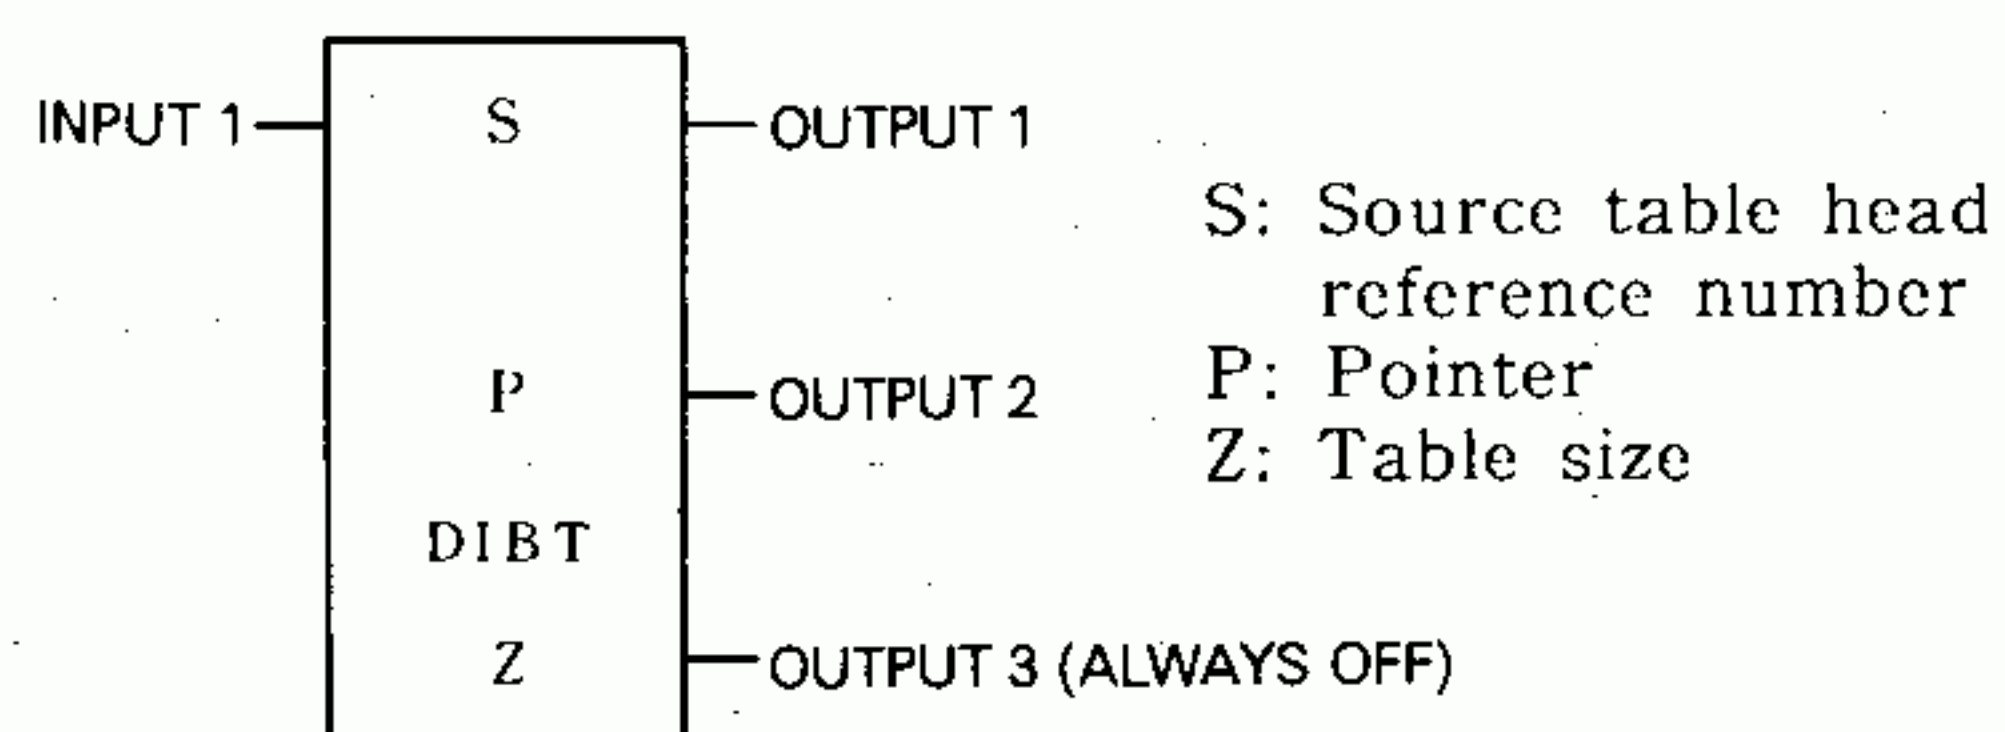 INPUT 1 S OUTPUT 1
S: Source table head
reference number
P OUTPUT 2
P: Pointer
Z: Table size
DIBT
Z OUTPUT 3 (ALWAYS OFF)